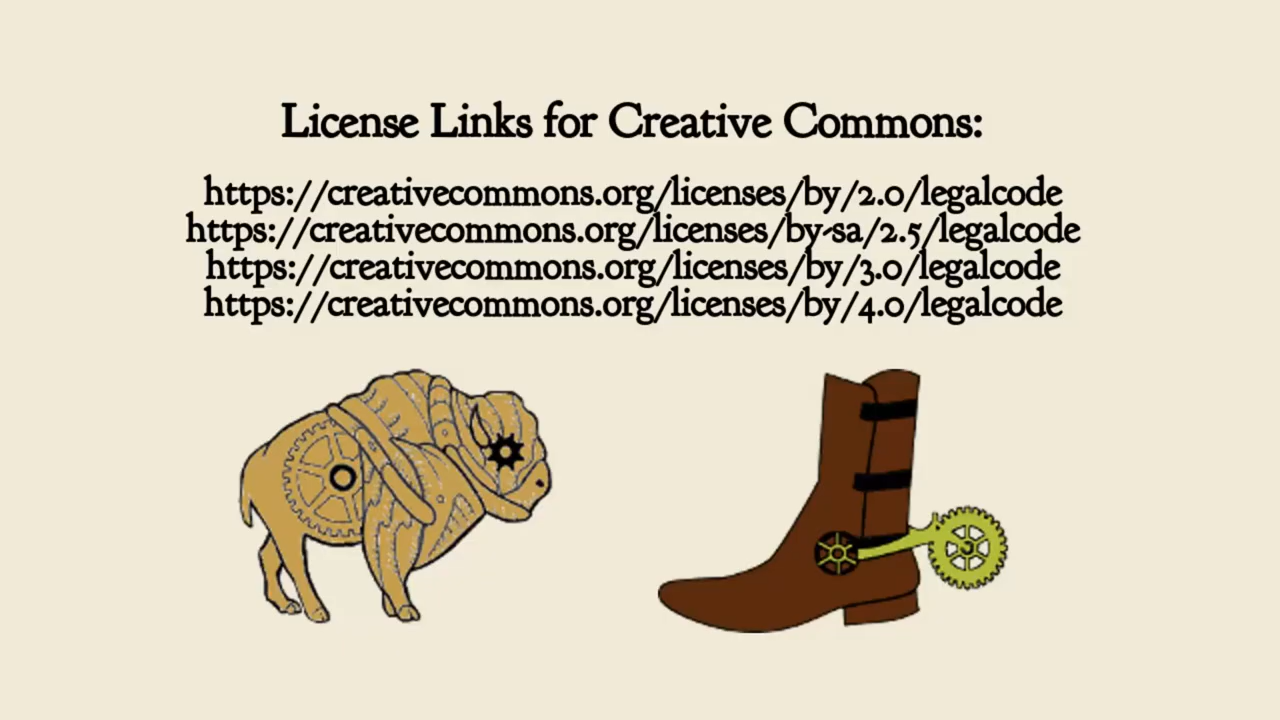 License Links for Creative Commons:
https://creativecommons.org/licenses/by/2.0/legalcode
https://creativecommons.org/licenses/by-sa/2.5/legalcode
https://creativecommons.org/licenses/by/3.0/legalcode
https://creativecommons.org/licenses/by/4.0/legalcode